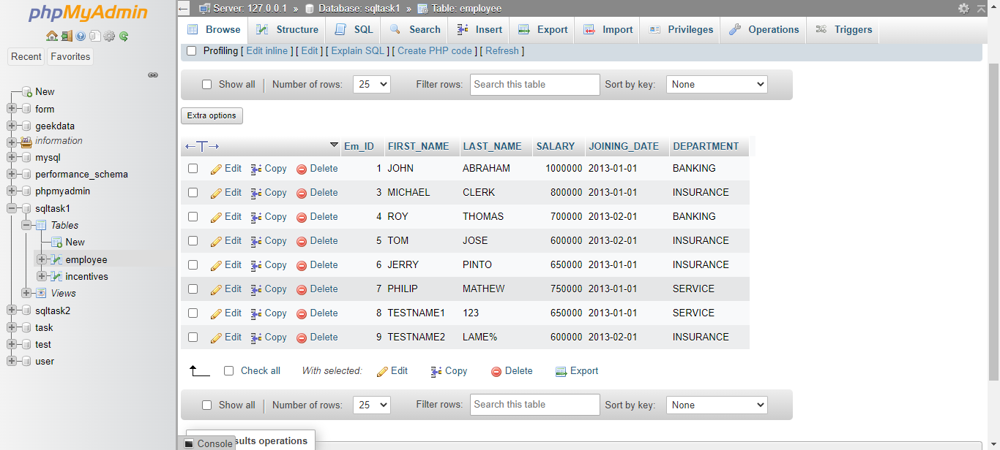 phpMyAdmin
Recent Favorites
New
form
geekdata
information
mysql
performance_schema
phpmyadmin
sqltask1
Tables
New
employee
incentives
Views
sqltask2
task
test
user
Server: 127.0.0.1 » Database: sqltask1 » Table: employee
Browse Structure SQL Search Insert Export Import Privileges Operations Triggers
Profiling [ Edit inline ] [ Edit ] [ Explain SQL ] [ Create PHP code ] [ Refresh ]
Show all | Number of rows: 25 Filter rows: Search this table Sort by key: None
Extra options
←T→ Em_ID FIRST_NAME LAST_NAME SALARY JOINING_DATE DEPARTMENT
Edit Copy Delete 1 JOHN ABRAHAM 1000000 2013-01-01 BANKING
Edit Copy Delete 3 MICHAEL CLERK 800000 2013-01-01 INSURANCE
Edit Copy Delete 4 ROY THOMAS 700000 2013-02-01 BANKING
Edit Copy Delete 5 TOM JOSE 600000 2013-02-01 INSURANCE
Edit Copy Delete 6 JERRY PINTO 650000 2013-01-01 INSURANCE
Edit Copy Delete 7 PHILIP MATHEW 750000 2013-01-01 SERVICE
Edit Copy Delete 8 TESTNAME1 123 650000 2013-01-01 SERVICE
Edit Copy Delete 9 TESTNAME2 LAME% 600000 2013-02-01 INSURANCE
Check all With selected: Edit Copy Delete Export
Show all | Number of rows: 25 Filter rows: Search this table Sort by key: None
Console sults operations